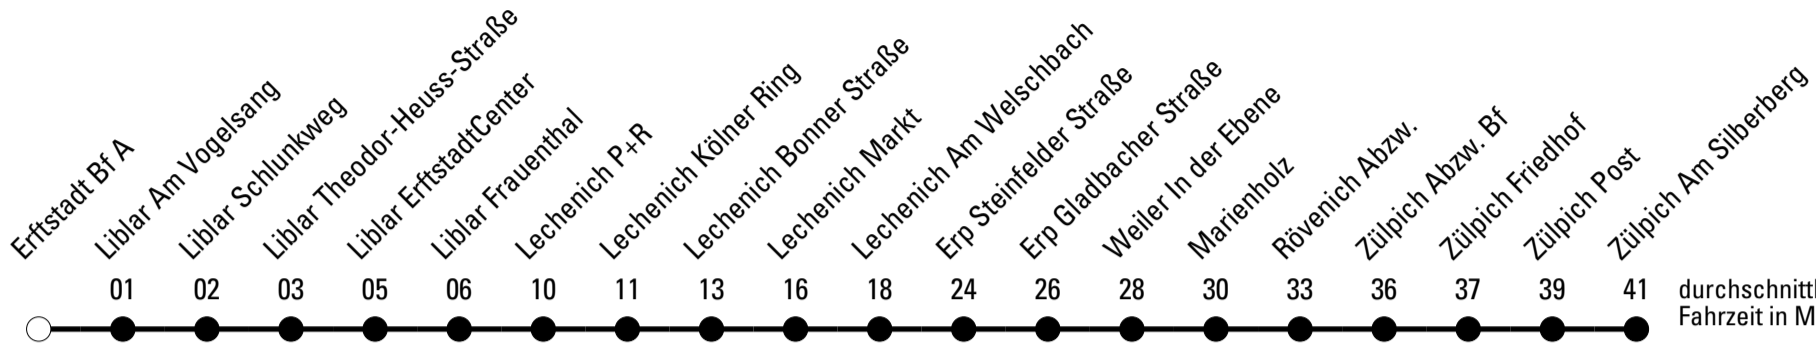 Erftstadt Bf A
Liblar Am Vogelsang
Liblar Schlunkweg
Liblar Theodor-Heuss-Straße
Liblar ErftstadtCenter
Liblar Frauenthal
Lechenich P+R
Lechenich Kölner Ring
Lechenich Bonner Straße
Lechenich Markt
Lechenich Am Welschbach
Erp Steinfelder Straße
Erp Gladbacher Straße
Weiler In der Ebene
Marienholz
Rövenich Abzw.
Zülpich Abzw. Bf
Zülpich Friedhof
Zülpich Post
Zülpich Am Silberberg
01 02 03 05 06 10 11 13 16 18 24 26 28 30 33 36 37 39 41
durchschnittl
Fahrzeit in M